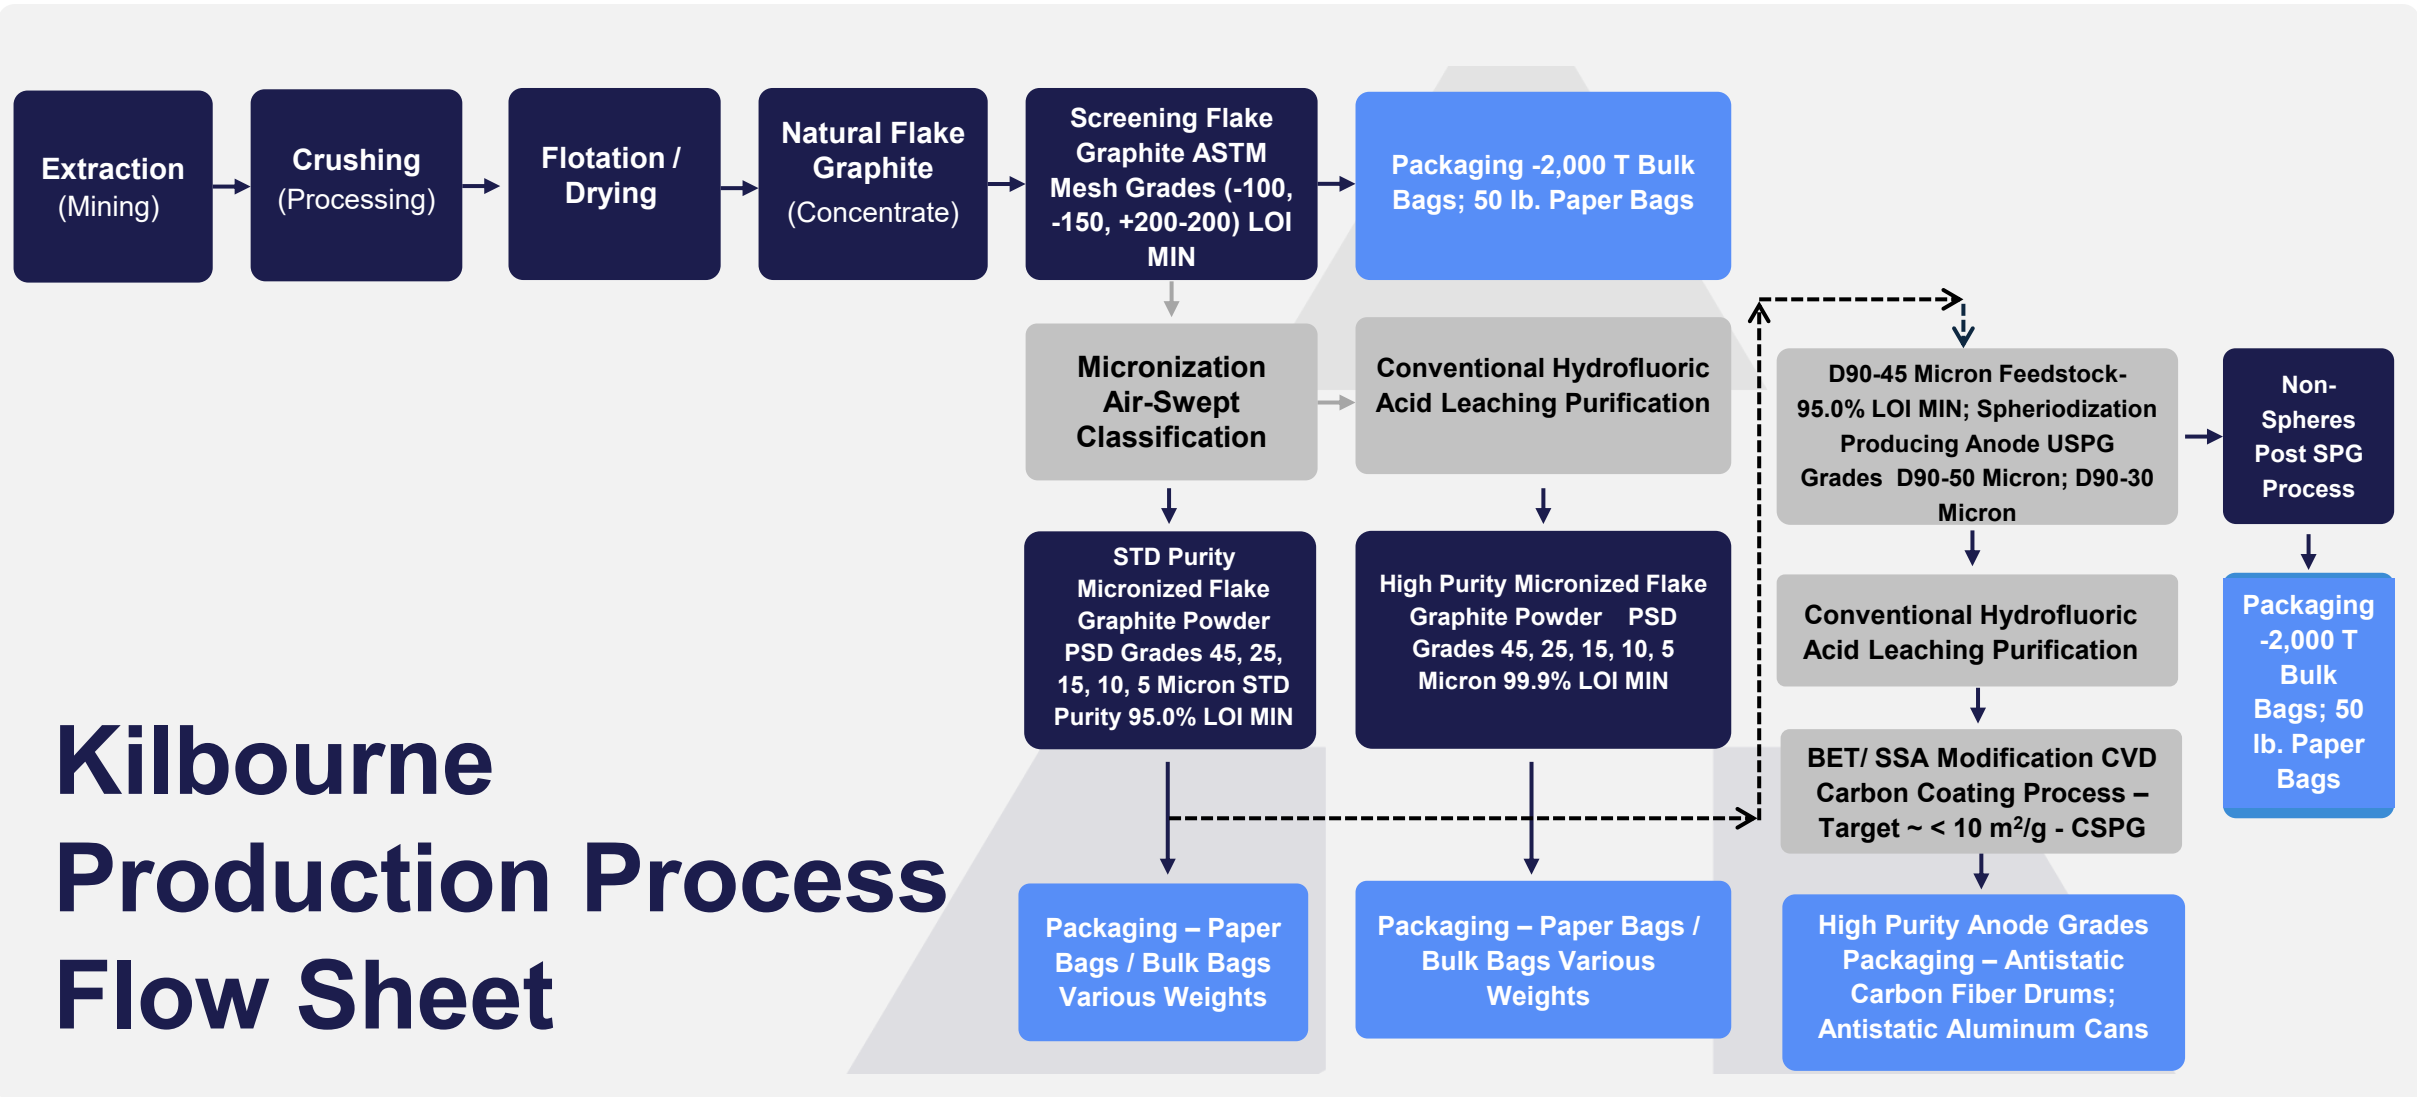 Extraction
(Mining)
Crushing
(Processing)
Flotation /
Drying
Natural Flake
Graphite
(Concentrate)
Screening Flake
Graphite ASTM
Mesh Grades (-100,
-150, +200-200) LOI
MIN
Packaging -2,000 T Bulk
Bags; 50 lb. Paper Bags
Micronization
Air-Swept
Classification
Conventional Hydrofluoric
Acid Leaching Purification
D90-45 Micron Feedstock-
95.0% LOI MIN; Spheriodization
Producing Anode USPG
Grades D90-50 Micron; D90-30
Micron
Non-
Spheres
Post SPG
Process
STD Purity
Micronized Flake
Graphite Powder
PSD Grades 45, 25,
15, 10, 5 Micron STD
Purity 95.0% LOI MIN
High Purity Micronized Flake
Graphite Powder PSD
Grades 45, 25, 15, 10, 5
Micron 99.9% LOI MIN
Conventional Hydrofluoric
Acid Leaching Purification
Packaging
-2,000 T
Bulk
Bags; 50
lb. Paper
Bags
BET/ SSA Modification CVD
Carbon Coating Process –
Target ~ < 10 m²/g - CSPG
Kilbourne
Production Process
Flow Sheet
Packaging – Paper
Bags / Bulk Bags
Various Weights
Packaging – Paper Bags /
Bulk Bags Various
Weights
High Purity Anode Grades
Packaging – Antistatic
Carbon Fiber Drums;
Antistatic Aluminum Cans